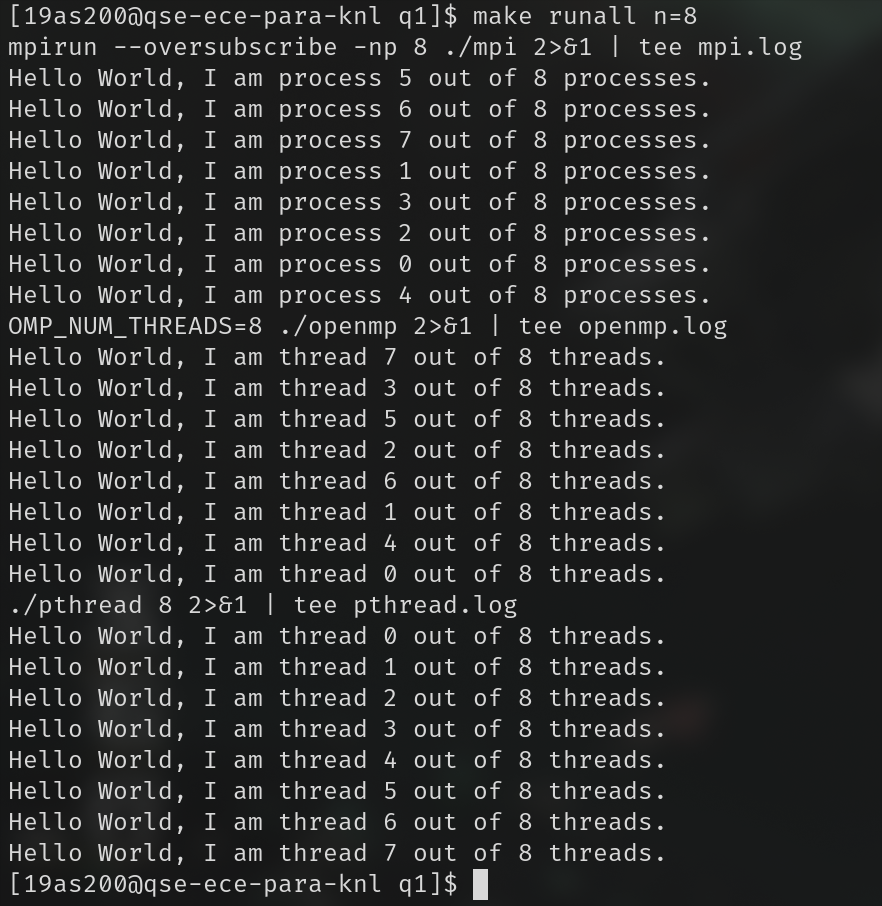 [19as200@qse-ece-para-knl q1]$ make runall n=8
mpirun --oversubscribe -np 8 ./mpi 2>&1 | tee mpi.log
Hello World, I am process 5 out of 8 processes.
Hello World, I am process 6 out of 8 processes.
Hello World, I am process 7 out of 8 processes.
Hello World, I am process 1 out of 8 processes.
Hello World, I am process 3 out of 8 processes.
Hello World, I am process 2 out of 8 processes.
Hello World, I am process 0 out of 8 processes.
Hello World, I am process 4 out of 8 processes.
OMP_NUM_THREADS=8 ./openmp 2>&1 | tee openmp.log
Hello World, I am thread 7 out of 8 threads.
Hello World, I am thread 3 out of 8 threads.
Hello World, I am thread 5 out of 8 threads.
Hello World, I am thread 2 out of 8 threads.
Hello World, I am thread 6 out of 8 threads.
Hello World, I am thread 1 out of 8 threads.
Hello World, I am thread 4 out of 8 threads.
Hello World, I am thread 0 out of 8 threads.
./pthread 8 2>&1 | tee pthread.log
Hello World, I am thread 0 out of 8 threads.
Hello World, I am thread 1 out of 8 threads.
Hello World, I am thread 2 out of 8 threads.
Hello World, I am thread 3 out of 8 threads.
Hello World, I am thread 4 out of 8 threads.
Hello World, I am thread 5 out of 8 threads.
Hello World, I am thread 6 out of 8 threads.
Hello World, I am thread 7 out of 8 threads.
[19as200@qse-ece-para-knl q1]$